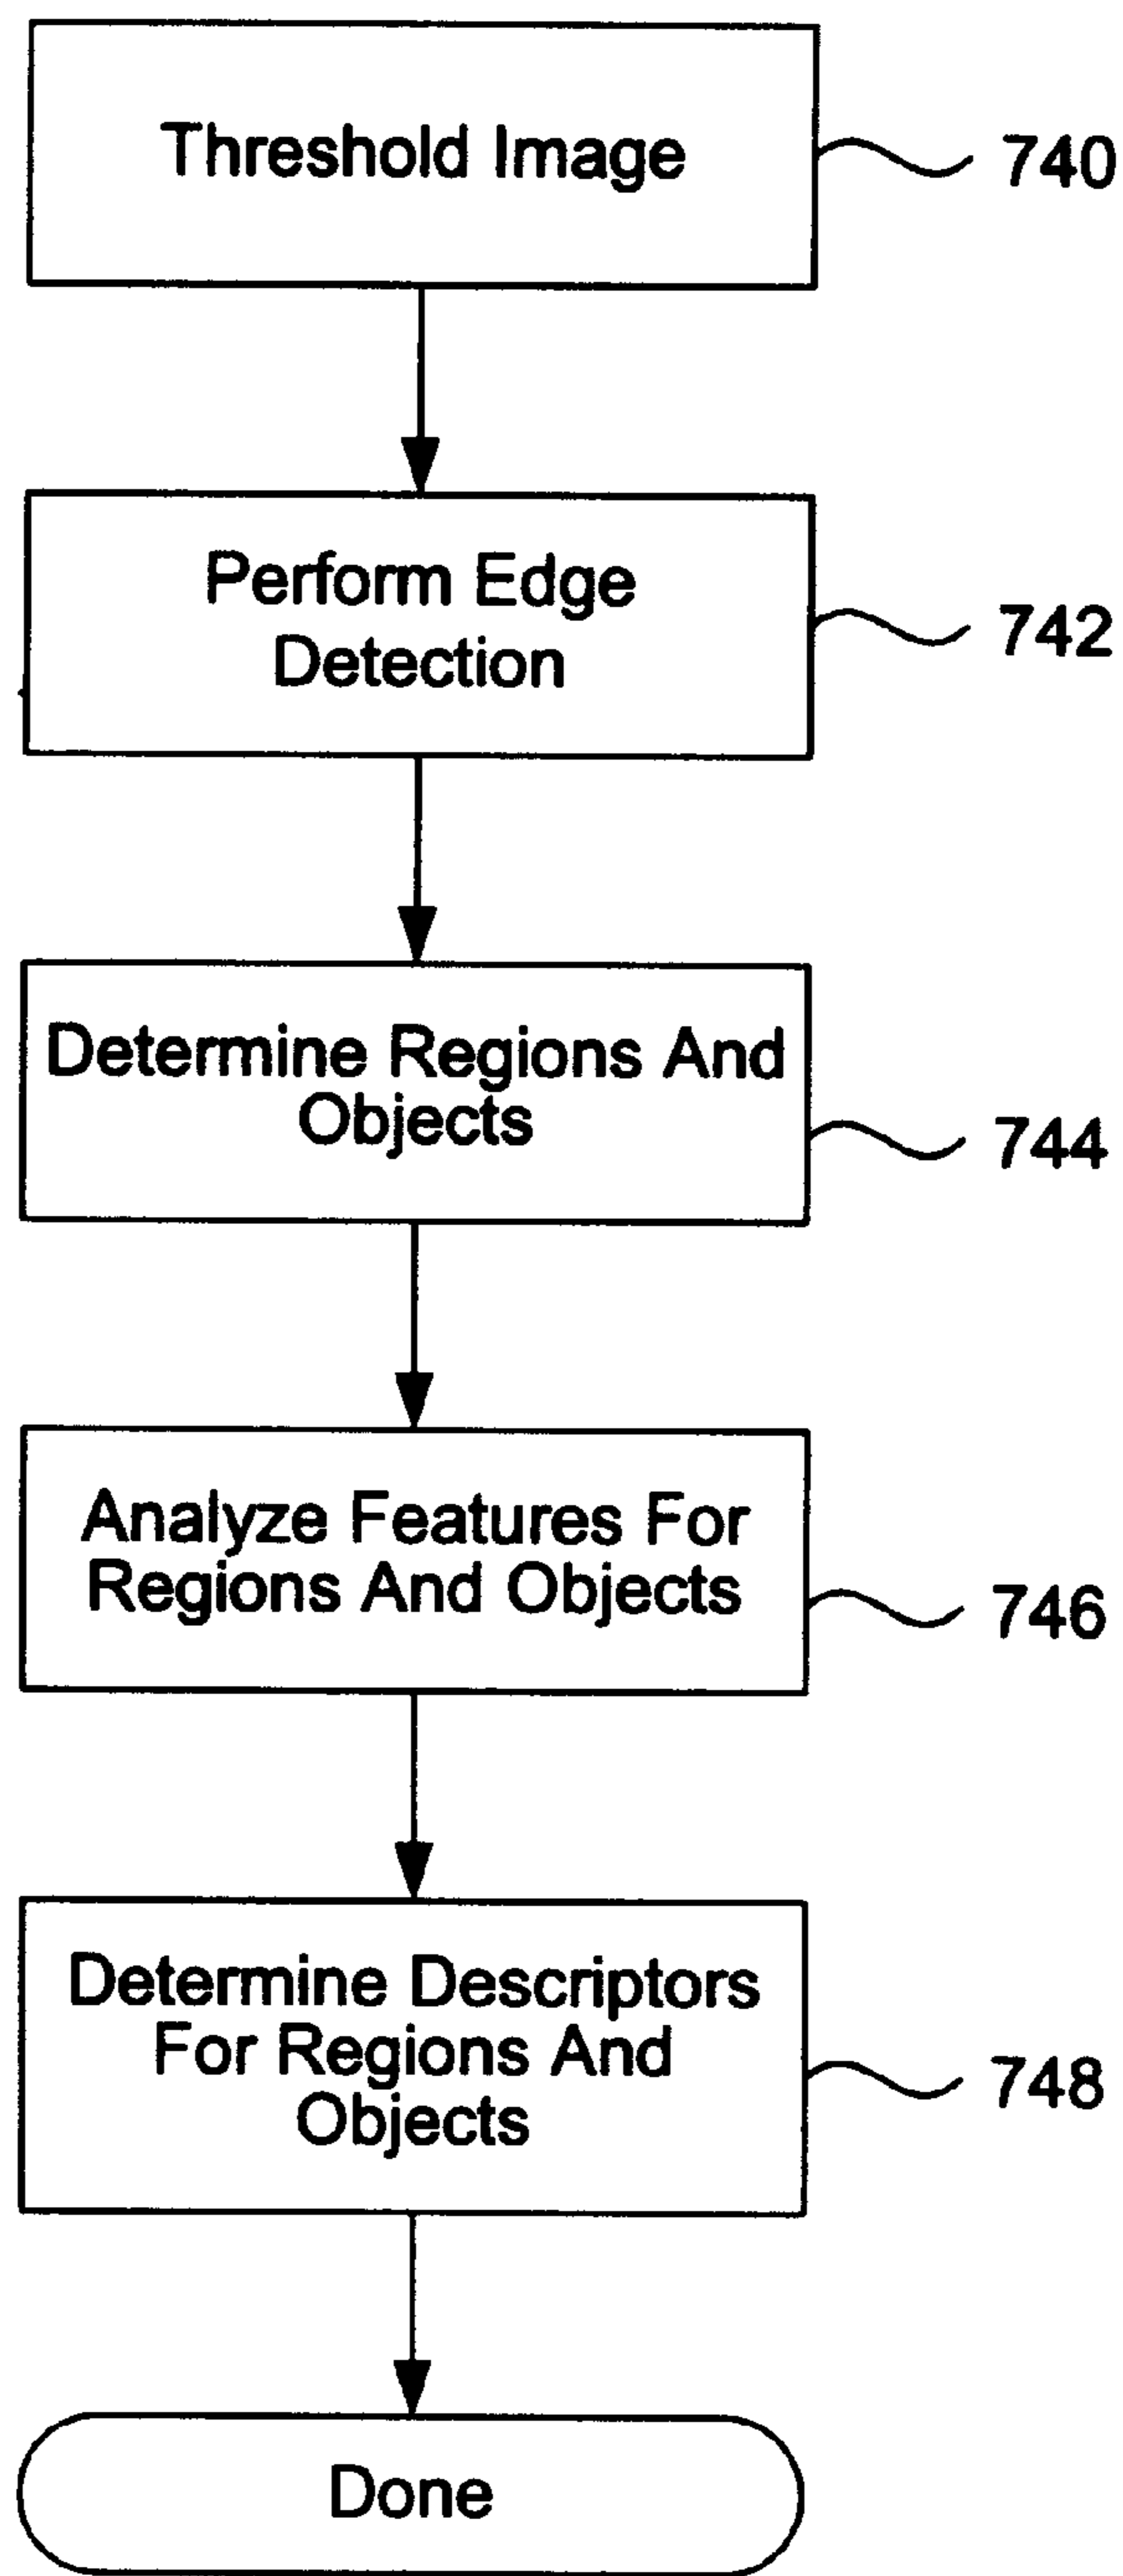 Threshold Image
740
Perform Edge
Detection
742
Determine Regions And
Objects
744
Analyze Features For
Regions And Objects
746
Determine Descriptors
For Regions And
Objects
748
Done